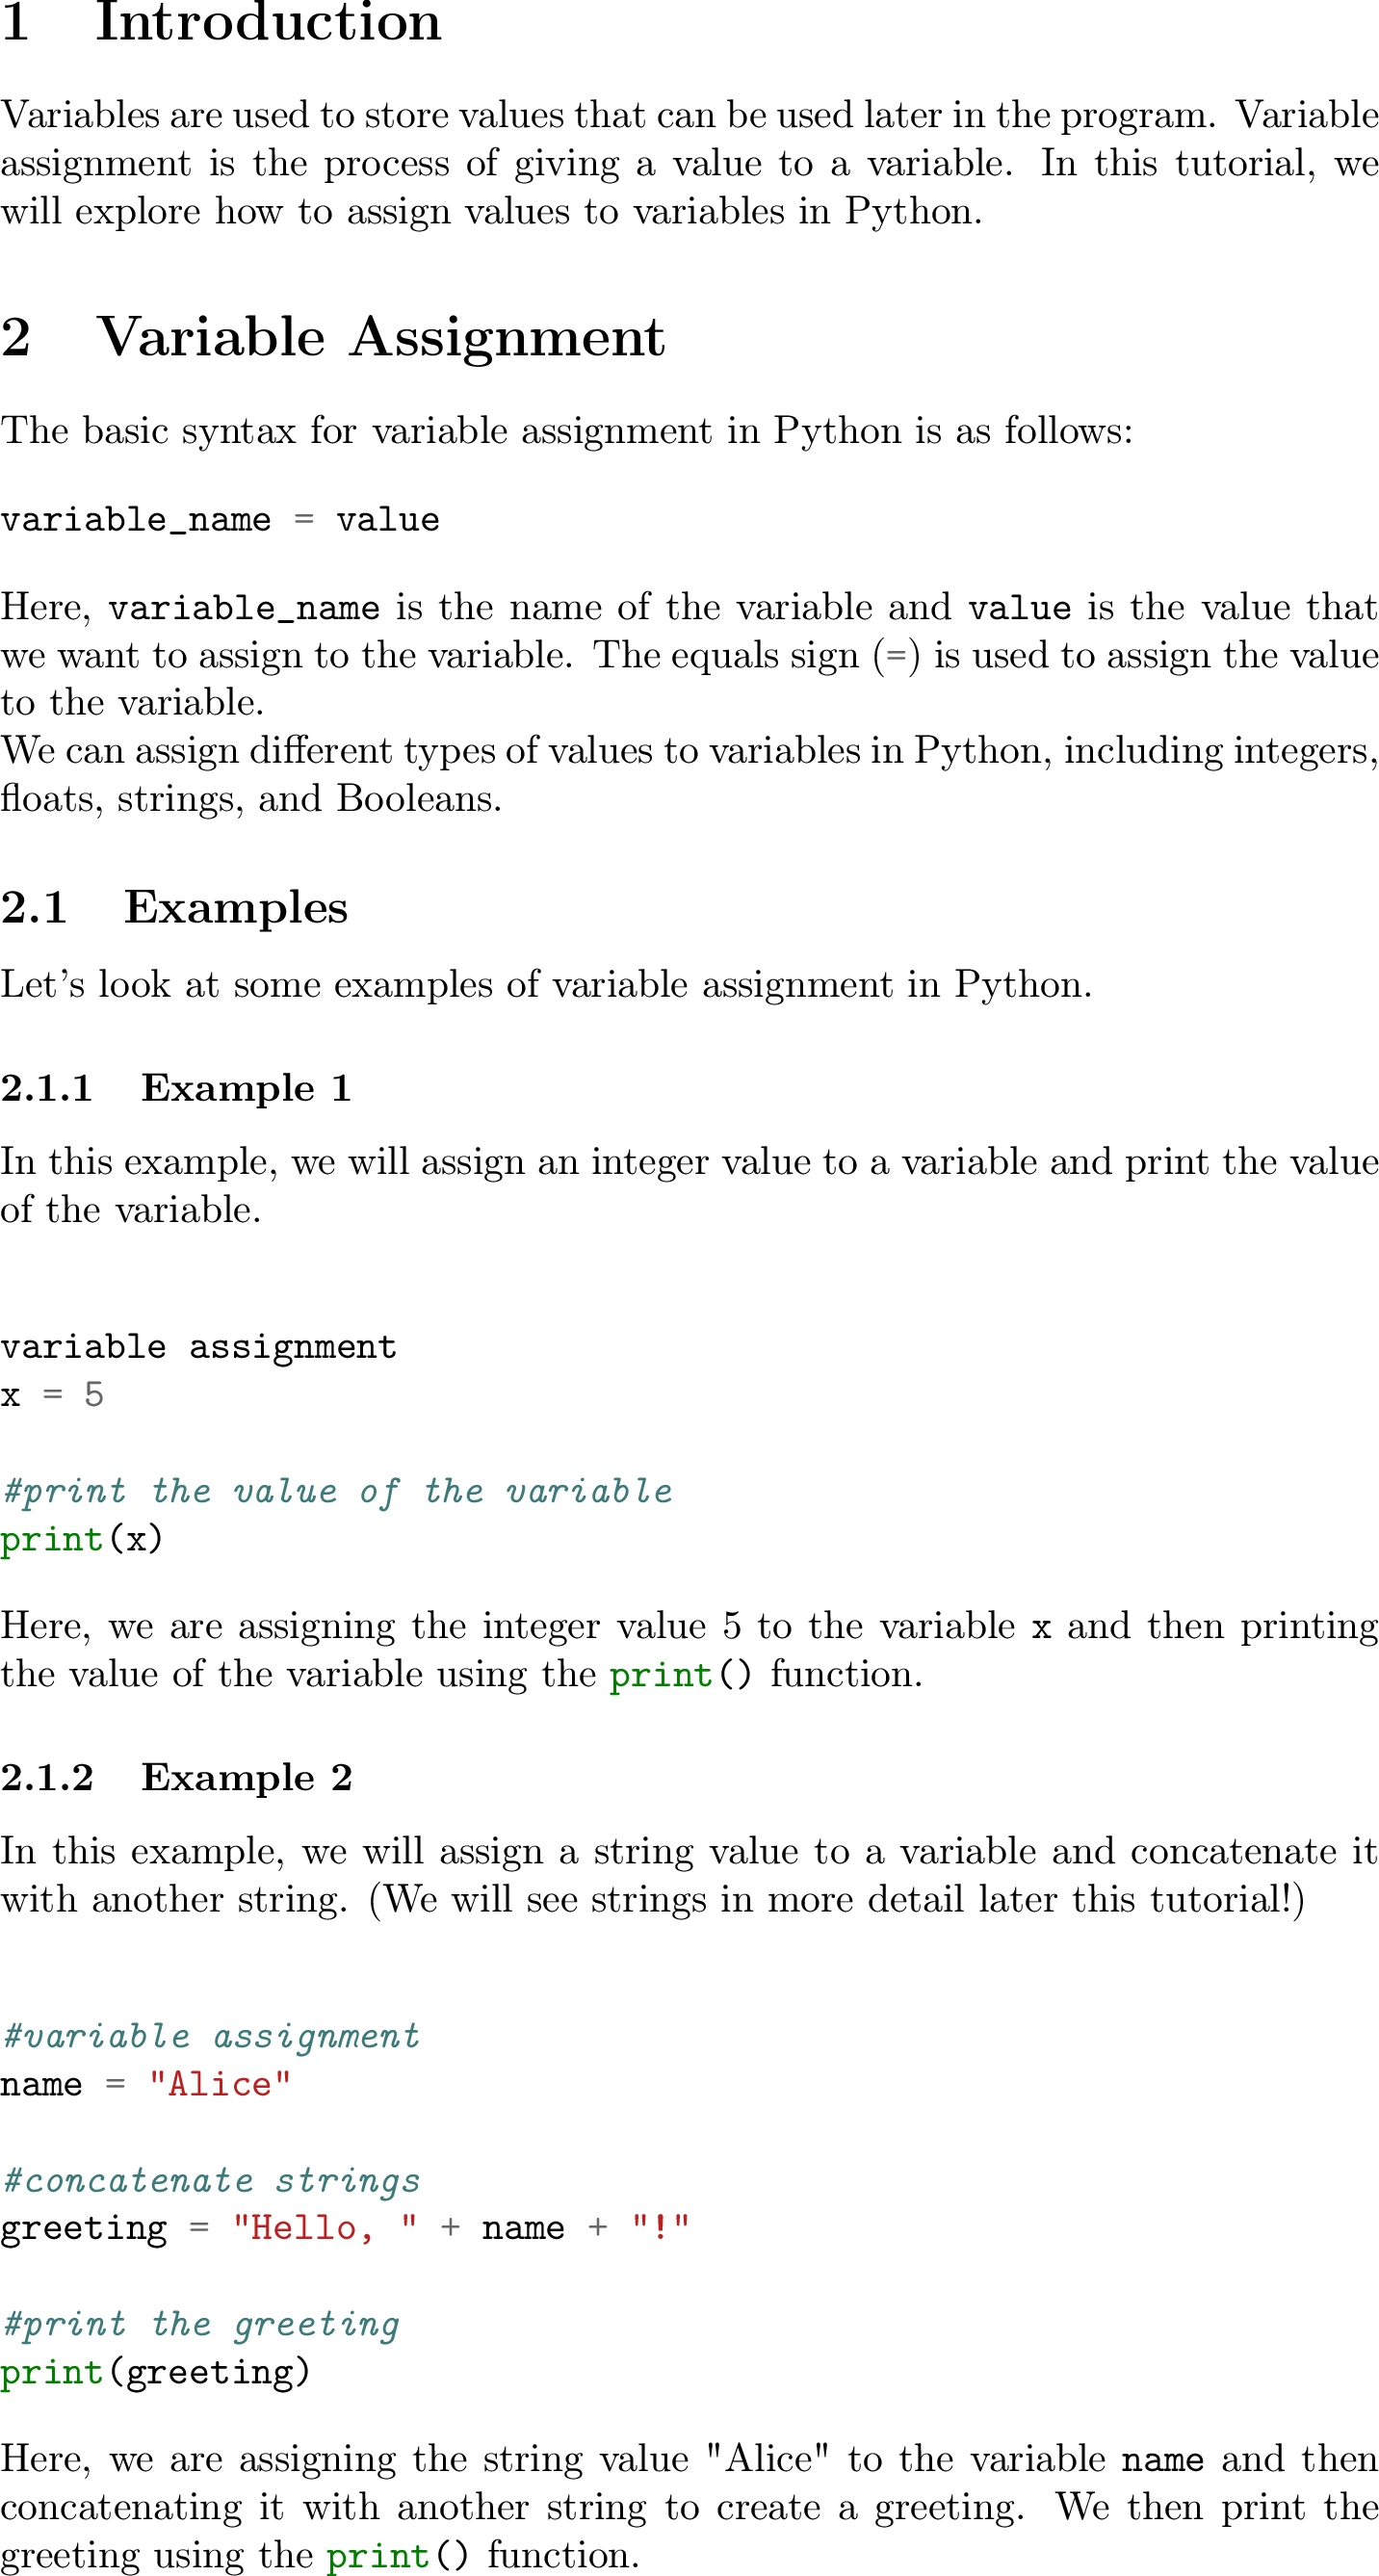 1 Introduction
Variables are used to store values that can be used later in the program. Variable
assignment is the process of giving a value to a variable. In this tutorial, we
will explore how to assign values to variables in Python.
2 Variable Assignment
The basic syntax for variable assignment in Python is as follows:
variable_name = value
Here, variable_name is the name of the variable and value is the value that
we want to assign to the variable. The equals sign (=) is used to assign the value
to the variable.
We can assign different types of values to variables in Python, including integers,
floats, strings, and Booleans.
2.1 Examples
Let's look at some examples of variable assignment in Python.
2.1.1 Example 1
In this example, we will assign an integer value to a variable and print the value
of the variable.
variable assignment
x = 5
#print the value of the variable
print(x)
Here, we are assigning the integer value 5 to the variable x and then printing
the value of the variable using the print() function.
2.1.2 Example 2
In this example, we will assign a string value to a variable and concatenate it
with another string. (We will see strings in more detail later this tutorial!)
#variable assignment
name = "Alice"
#concatenate strings
greeting = "Hello, " + name + "!"
#print the greeting
print(greeting)
Here, we are assigning the string value "Alice" to the variable name and then
concatenating it with another string to create a greeting. We then print the
greeting using the print() function.